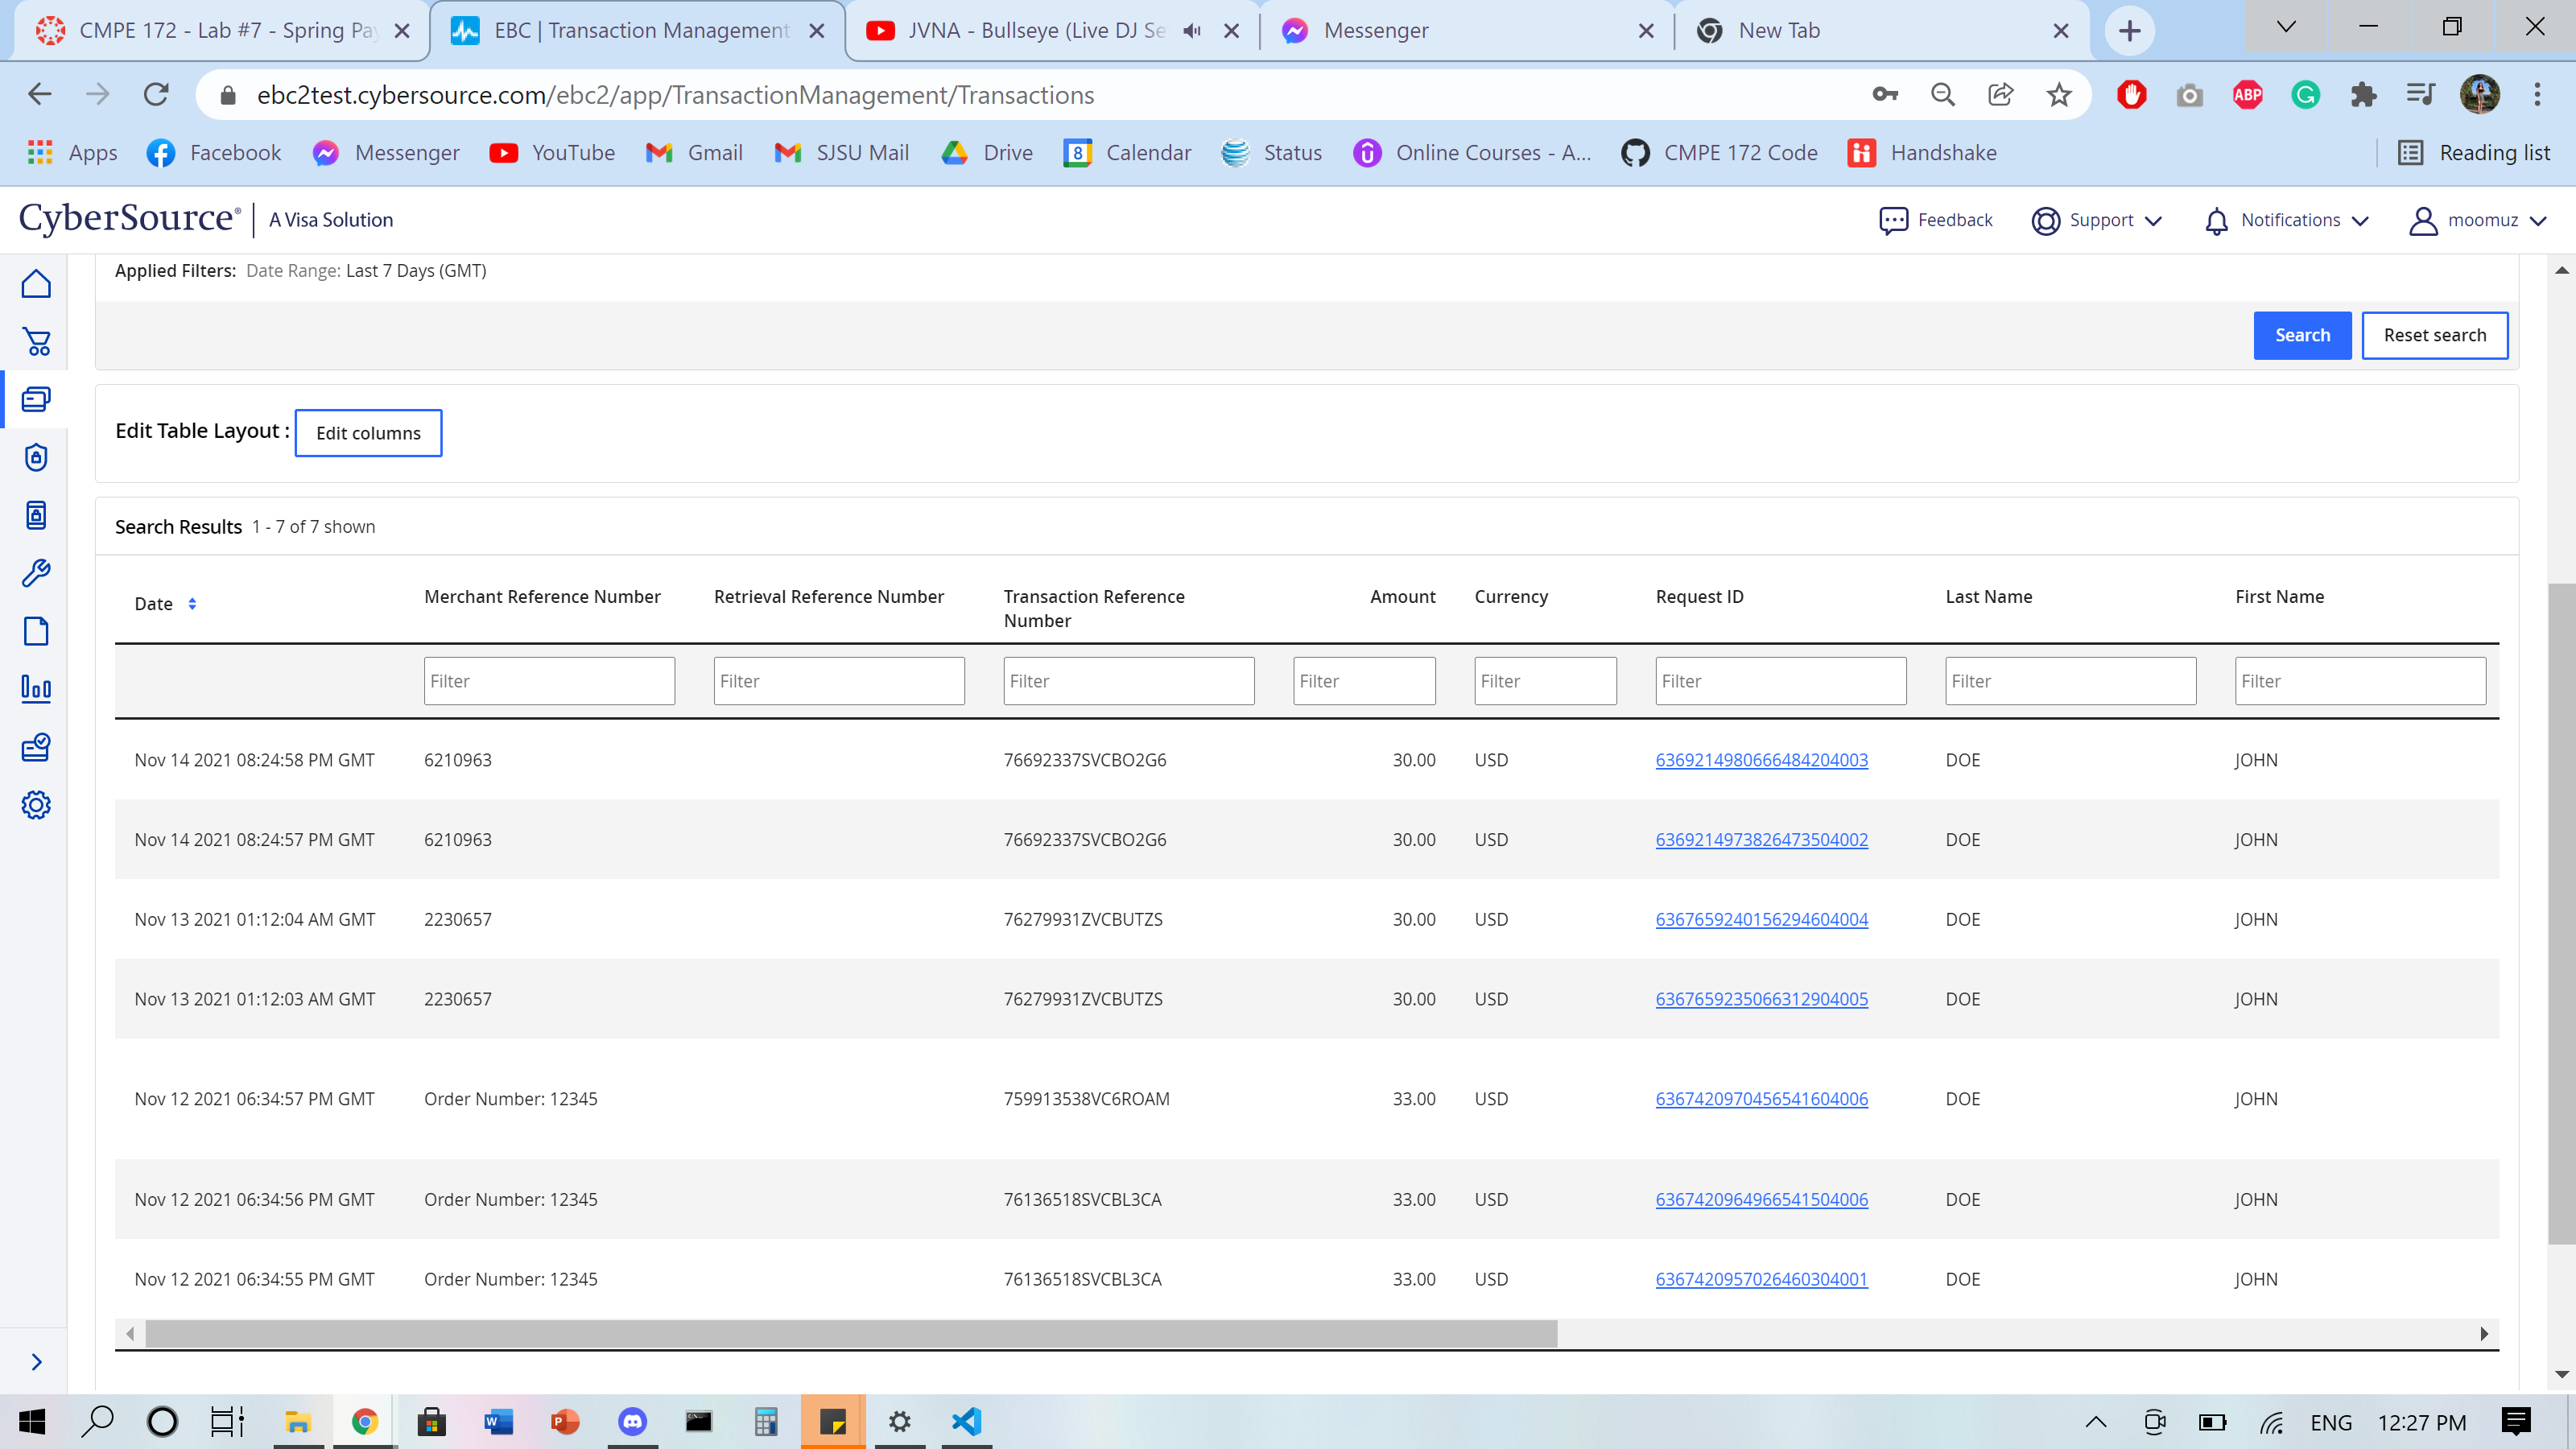 CMPE 172 - Lab #7 - Spring Pay
EBC | Transaction Management
JVNA - Bullseye (Live DJ Se
Messenger
New Tab
ebc2test.cybersource.com/ebc2/app/TransactionManagement/Transactions
ABP
Apps
Facebook
Messenger
YouTube
Gmail
SJSU Mail
Drive
8
Calendar
Status
Online Courses - A...
CMPE 172 Code
Handshake
Reading list
CyberSource® | A Visa Solution
Feedback
Support
Notifications
moomuz
Applied Filters: Date Range: Last 7 Days (GMT)
Search
Reset search
Edit Table Layout : Edit columns
Search Results 1 - 7 of 7 shown
Date Merchant Reference Number Retrieval Reference Number Transaction Reference Number Amount Currency Request ID Last Name First Name
Filter Filter Filter Filter Filter Filter Filter Filter
Nov 14 2021 08:24:58 PM GMT 6210963 76692337SVCBO2G6 30.00 USD 6369214980666484204003 DOE JOHN
Nov 14 2021 08:24:57 PM GMT 6210963 76692337SVCBO2G6 30.00 USD 6369214973826473504002 DOE JOHN
Nov 13 2021 01:12:04 AM GMT 2230657 76279931ZVCBUTZS 30.00 USD 6367659240156294604004 DOE JOHN
Nov 13 2021 01:12:03 AM GMT 2230657 76279931ZVCBUTZS 30.00 USD 6367659235066312904005 DOE JOHN
Nov 12 2021 06:34:57 PM GMT Order Number: 12345 759913538VC6ROAM 33.00 USD 6367420970456541604006 DOE JOHN
Nov 12 2021 06:34:56 PM GMT Order Number: 12345 76136518SVCBL3CA 33.00 USD 6367420964966541504006 DOE JOHN
Nov 12 2021 06:34:55 PM GMT Order Number: 12345 76136518SVCBL3CA 33.00 USD 6367420957026460304001 DOE JOHN
ENG
12:27 PM